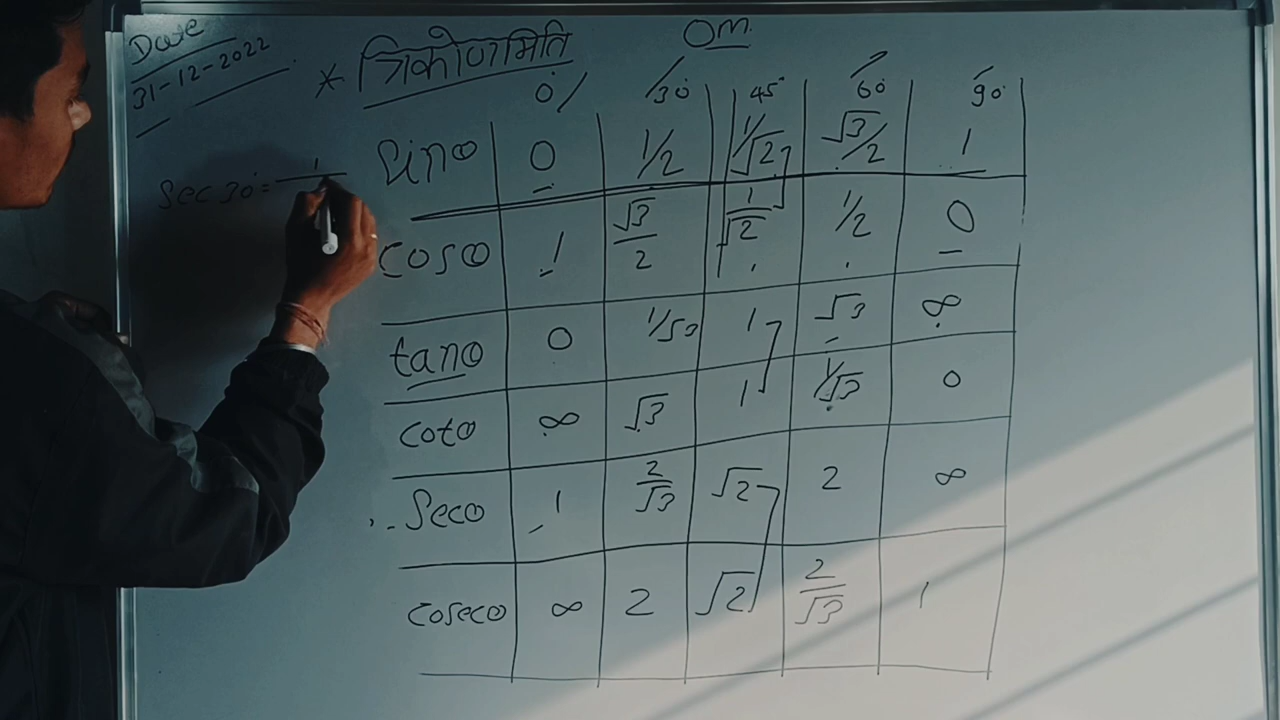 Date
31-12-2022
* त्रिकोणमिति
Om
0° 30° 45° 60° 90°
Sinθ 0 1/2 1/√2 √3/2 1
Sec 30° = 1
Cosθ 1 √3/2 1/√2 1/2 0
tanθ 0 1/√3 1 √3 ∞
Cotθ ∞ √3 1 1/√3 0
Secθ 1 2/√3 √2 2 ∞
Cosecθ ∞ 2 √2 2/√3 1